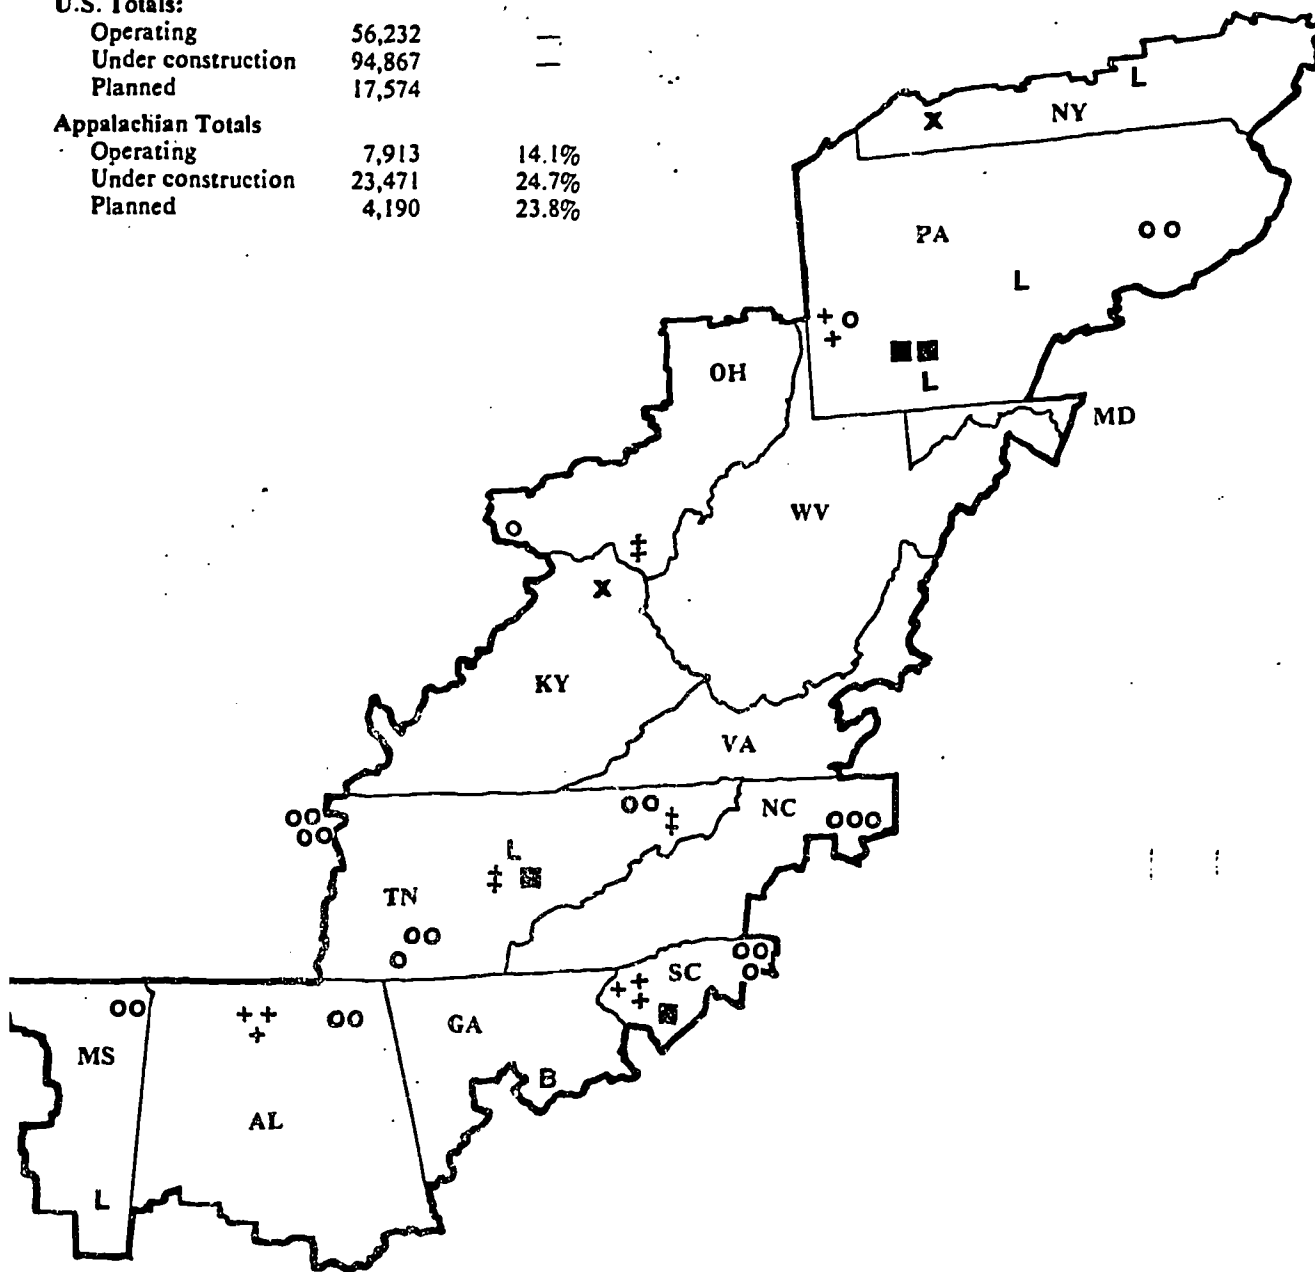 U.S. Totals:
Operating 56,232 —
Under construction 94,867 —
Planned 17,574
Appalachian Totals
Operating 7,913 14.1%
Under construction 23,471 24.7%
Planned 4,190 23.8%
L
X NY
PA
L
OH
L
MD
WV
X
KY
VA
NC
L
TN
SC
GA
MS
B
AL
L